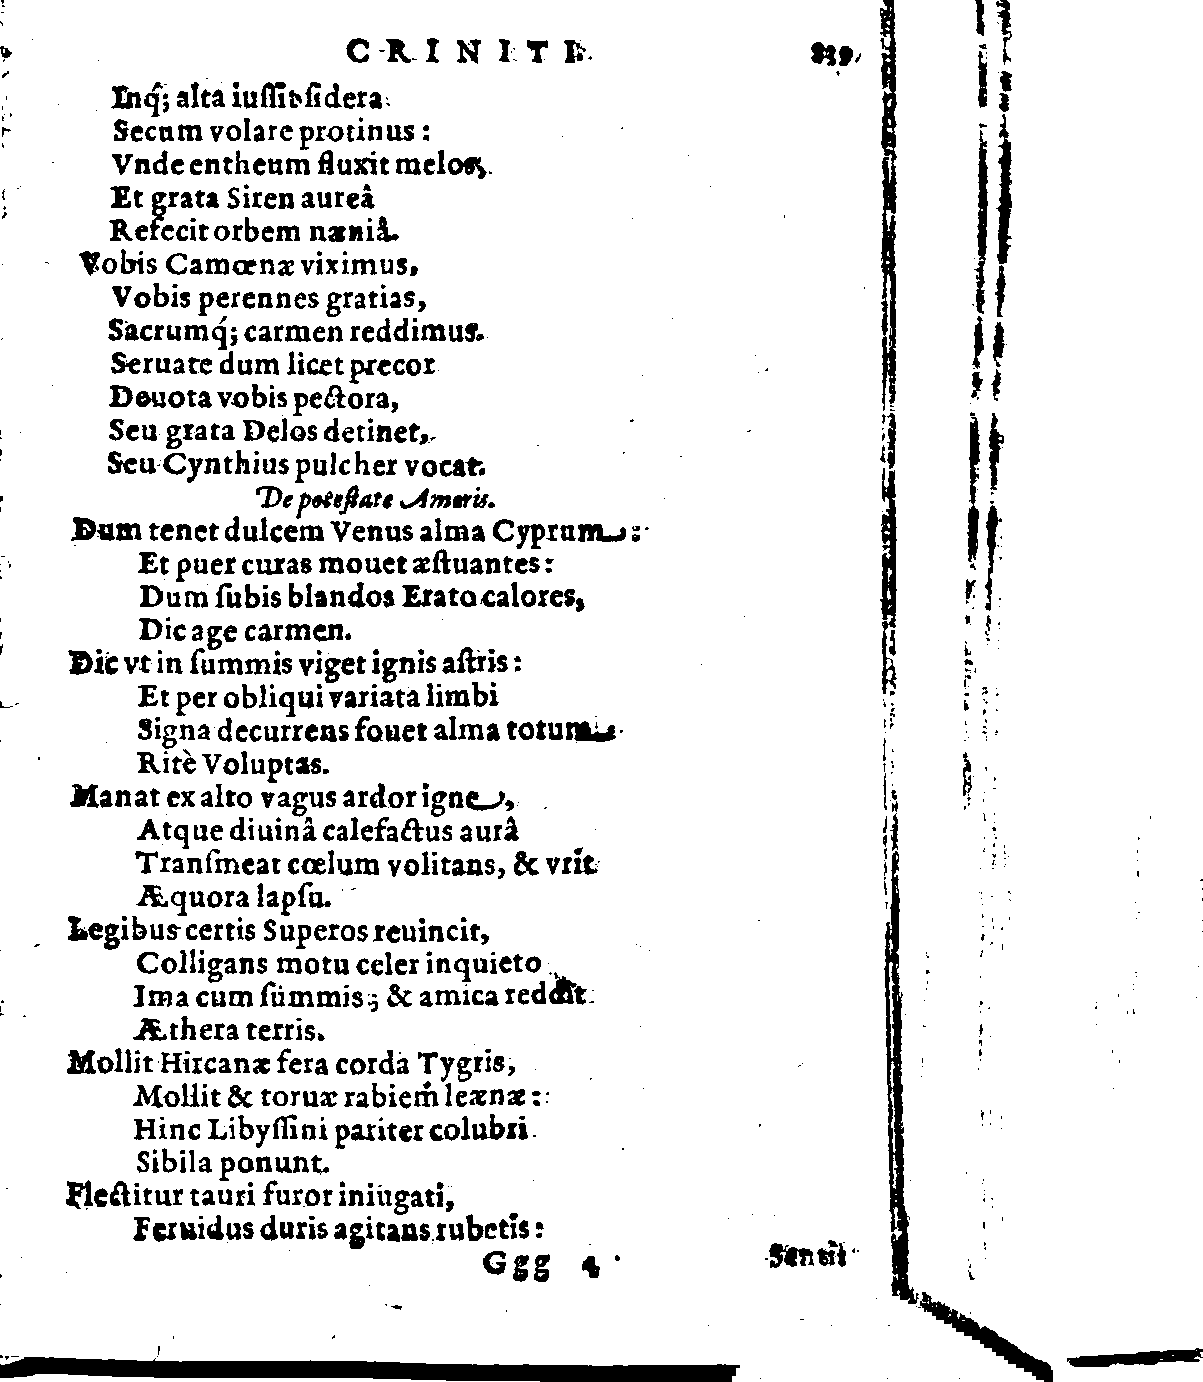 CRINITI. 839
Inq́; alta iuſſit ſidera
Secum volare protinus:
Vnde entheum fluxit melos,
Et grata Siren aureâ
Refecit orbem næniâ.
Vobis Camœnæ viximus,
Vobis perennes gratias,
Sacrumq́; carmen reddimus.
Seruate dum licet precor
Deuota vobis pectora,
Seu grata Delos detinet,
Seu Cynthius pulcher vocat.
De poteſtate Amoris.
Dum tenet dulcem Venus alma Cyprum:
Et puer curas mouet æſtuantes:
Dum ſubis blandos Erato calores,
Dic age carmen.
Dic vt in ſummis viget ignis aſtris:
Et per obliqui variata limbi
Signa decurrens fouet alma totum
Ritè Voluptas.
Manat ex alto vagus ardor igne,
Atque diuinâ calefactus aurâ
Tranſmeat cœlum volitans, & vrit
Æquora lapſu.
Legibus certis Superos reuincit,
Colligans motu celer inquieto
Ima cum ſummis; & amica reddit
Æthera terris.
Mollit Hircanæ fera corda Tygris,
Mollit & toruæ rabiem leænæ:
Hinc Libyſſini pariter colubri
Sibila ponunt.
Flectitur tauri furor iniugati,
Feruidus duris agitans rubetis:
Ggg 4 Sentit